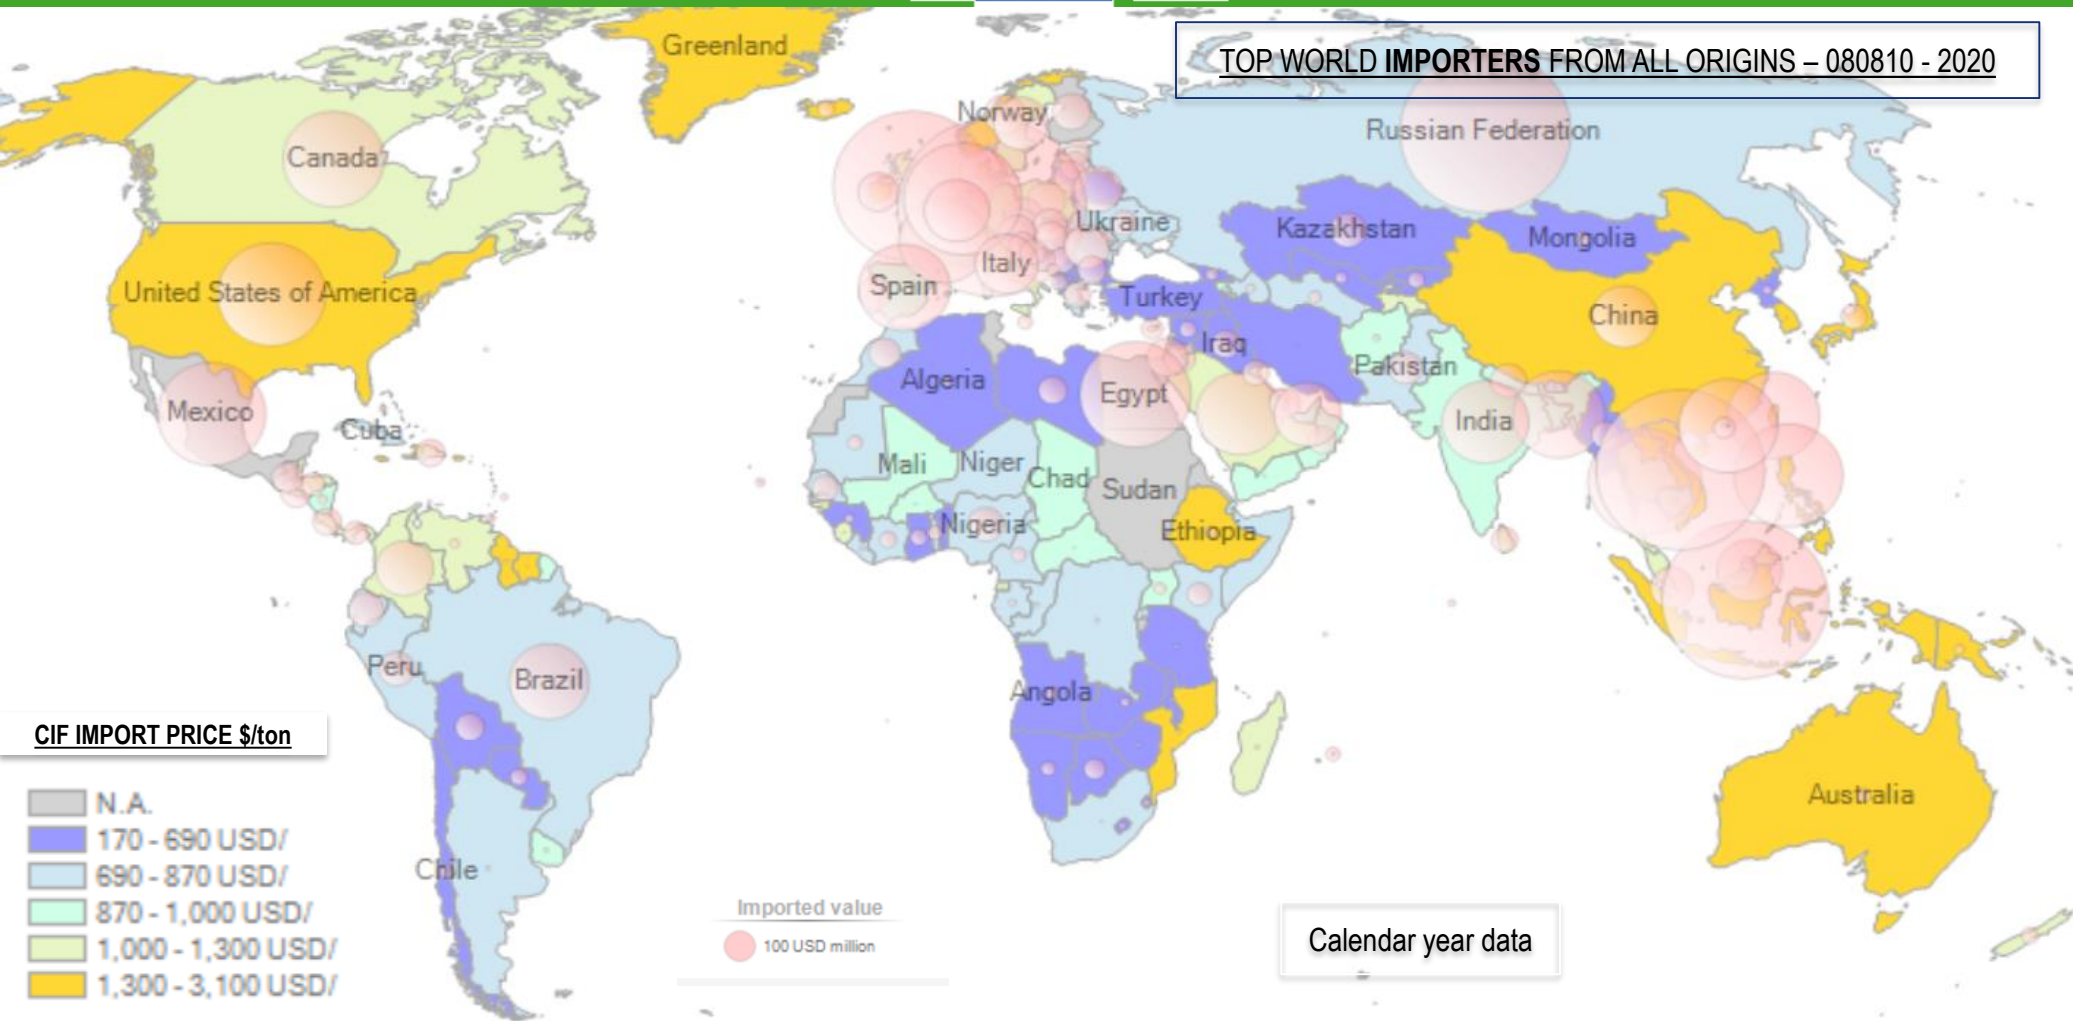 TOP WORLD IMPORTERS FROM ALL ORIGINS – 080810 - 2020
Greenland
Norway
Russian Federation
Canada
Ukraine
Kazakhstan
Mongolia
Italy
Spain
United States of America
Turkey
China
Iraq
Pakistan
Algeria
Egypt
Mexico
India
Cuba
Mali
Niger
Chad
Sudan
Nigeria
Ethiopia
Peru
Brazil
Angola
Australia
Chile
CIF IMPORT PRICE $/ton
N.A.
170 - 690 USD/
690 - 870 USD/
870 - 1,000 USD/
1,000 - 1,300 USD/
1,300 - 3,100 USD/
Imported value
100 USD million
Calendar year data